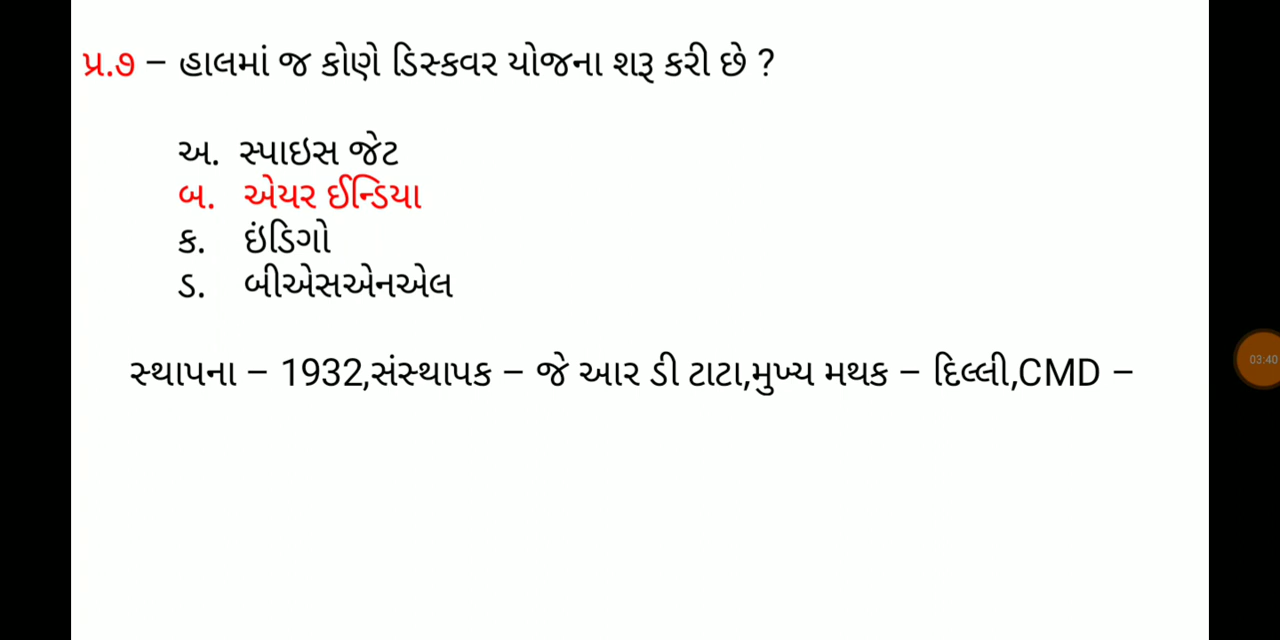 પ્ર.૭ – હાલમાં જ કોણે ડિસ્કવર યોજના શરૂ કરી છે ?
અ. સ્પાઇસ જેટ
બ. એયર ઈન્ડિયા
ક. ઇંડિગો
ડ. બીએસએનએલ
સ્થાપના – 1932,સંસ્થાપક – જે આર ડી ટાટા,મુખ્ય મથક – દિલ્લી,CMD –
03:40